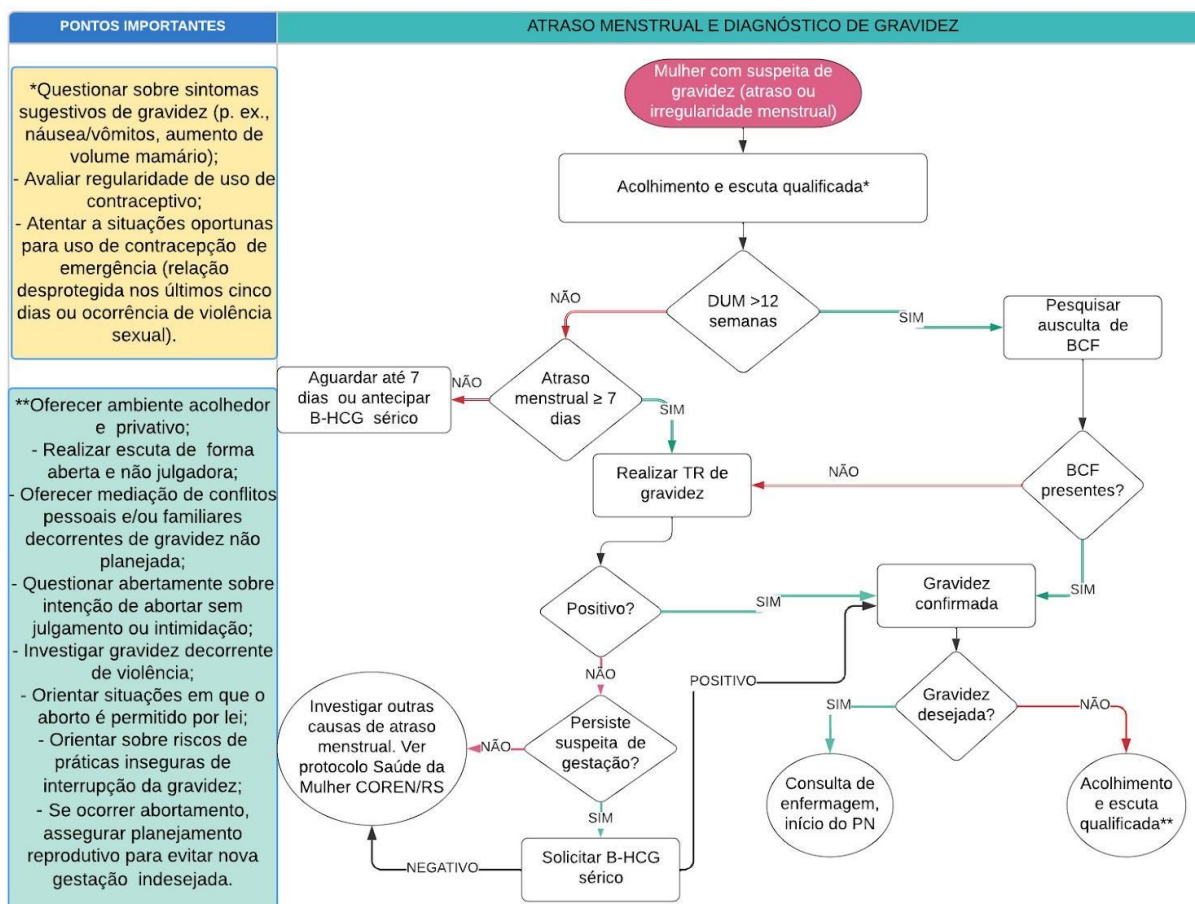 PONTOS IMPORTANTES
*Questionar sobre sintomas
sugestivos de gravidez (p. ex.,
náusea/vômitos, aumento de
volume mamário);
- Avaliar regularidade de uso de
contraceptivo;
- Atentar a situações oportunas
para uso de contracepção de
emergência (relação
desprotegida nos últimos cinco
dias ou ocorrência de violência
sexual).
**Oferecer ambiente acolhedor
e privativo;
- Realizar escuta de forma
aberta e não julgadora;
- Oferecer mediação de conflitos
pessoais e/ou familiares
decorrentes de gravidez não
planejada;
- Questionar abertamente sobre
intenção de abortar sem
julgamento ou intimidação;
- Investigar gravidez decorrente
de violência;
- Orientar situações em que o
aborto é permitido por lei;
- Orientar sobre riscos de
práticas inseguras de
interrupção da gravidez;
- Se ocorrer abortamento,
assegurar planejamento
reprodutivo para evitar nova
gestação indesejada.
ATRASO MENSTRUAL E DIAGNÓSTICO DE GRAVIDEZ
Mulher com suspeita de
gravidez (atraso ou
irregularidade menstrual)
Acolhimento e escuta qualificada*
DUM >12
semanas
NÃO
SIM
Pesquisar
ausculta de
BCF
Atraso
menstrual ≥ 7
dias
NÃO
Aguardar até 7
dias ou antecipar
B-HCG sérico
SIM
Realizar TR de
gravidez
NÃO
BCF
presentes?
SIM
Positivo?
SIM
Gravidez
confirmada
NÃO
POSITIVO
Persiste
suspeita de
gestação?
NÃO
Investigar outras
causas de atraso
menstrual. Ver
protocolo Saúde da
Mulher COREN/RS
SIM
Solicitar B-HCG
sérico
NEGATIVO
Gravidez
desejada?
SIM
NÃO
Consulta de
enfermagem,
início do PN
Acolhimento
e escuta
qualificada**